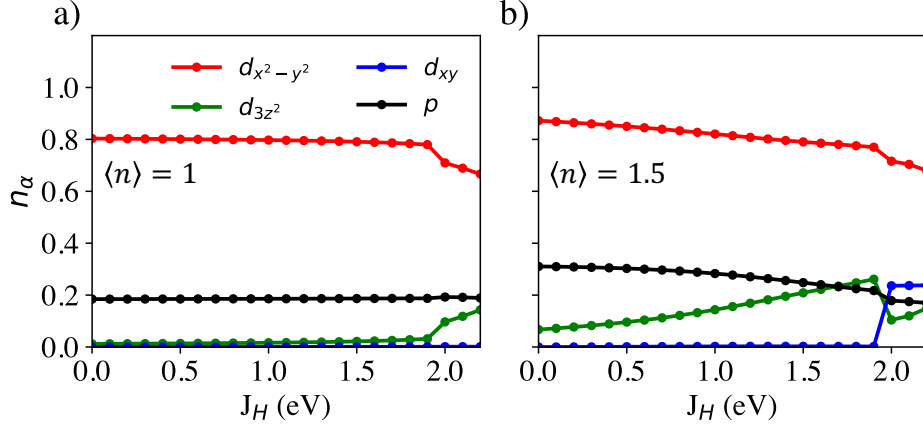 a)
b)
n_α
1.0
0.8
0.6
0.4
0.2
0.0
d_{x²−y²}
d_{3z²}
d_{xy}
p
⟨n⟩ = 1
⟨n⟩ = 1.5
0.0 0.5 1.0 1.5 2.0
0.0 0.5 1.0 1.5 2.0
J_H (eV)
J_H (eV)